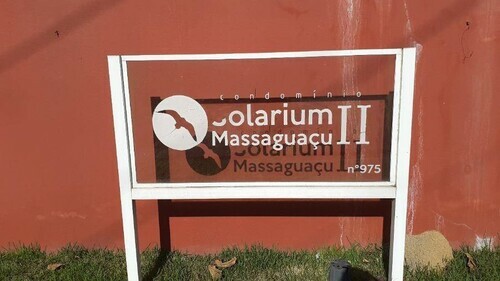 condomínio
Solarium
Massaguaçu II
nº975